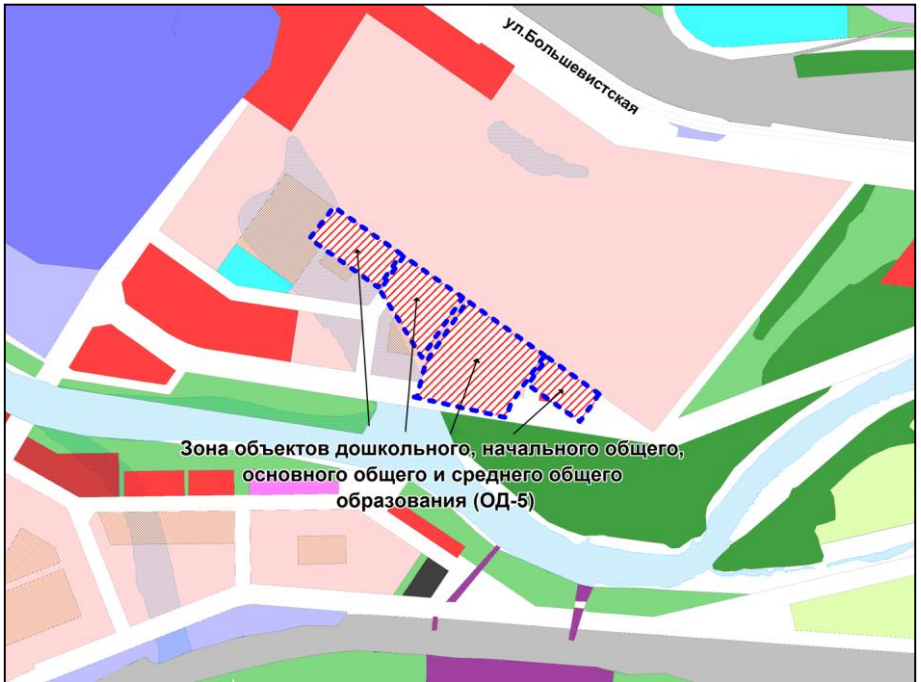 ул.Большевистская
Зона объектов дошкольного, начального общего,
основного общего и среднего общего
образования (ОД-5)